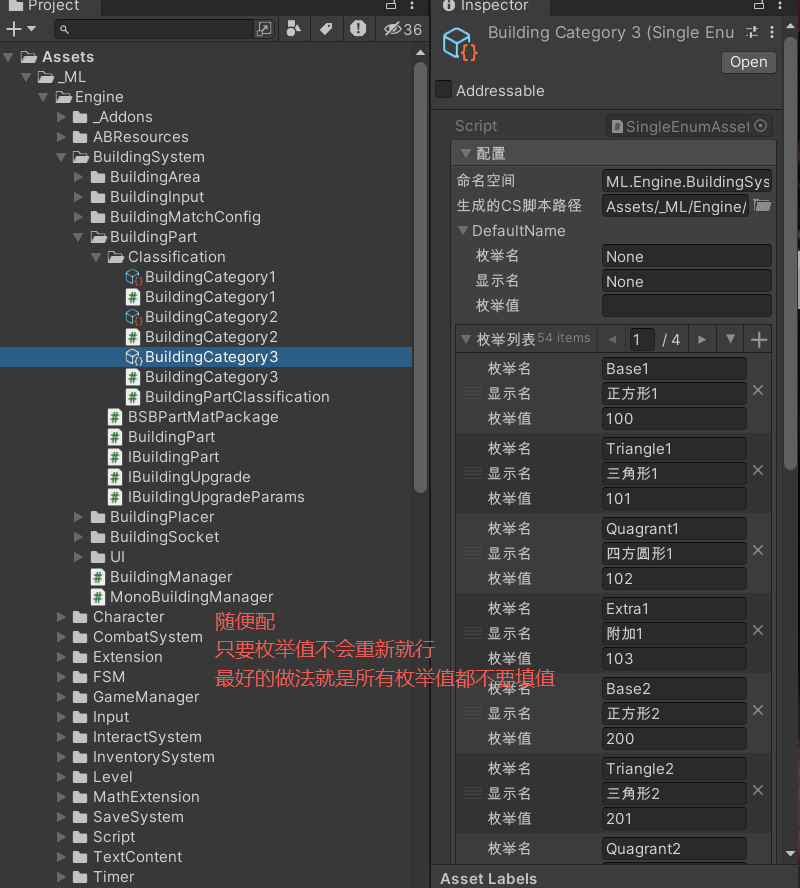 Project
Inspector
36
Building Category 3 (Single Enu
Open
Addressable
Script
SingleEnumAsset
Assets
_ML
Engine
_Addons
ABResources
BuildingSystem
BuildingArea
BuildingInput
BuildingMatchConfig
BuildingPart
Classification
BuildingCategory1
BuildingCategory1
BuildingCategory2
BuildingCategory2
BuildingCategory3
BuildingCategory3
BuildingPartClassification
BSBPartMatPackage
BuildingPart
IBuildingPart
IBuildingUpgrade
IBuildingUpgradeParams
BuildingPlacer
BuildingSocket
UI
BuildingManager
MonoBuildingManager
Character
CombatSystem
Extension
FSM
GameManager
Input
InteractSystem
InventorySystem
Level
MathExtension
SaveSystem
Script
TextContent
Timer
随便配
只要枚举值不会重新就行
最好的做法就是所有枚举值都不要填值
配置
命名空间 ML.Engine.BuildingSys
生成的CS脚本路径 Assets/_ML/Engine/
DefaultName
枚举名 None
显示名 None
枚举值
枚举列表 54 items 1 / 4
枚举名 Base1
显示名 正方形1
枚举值 100
枚举名 Triangle1
显示名 三角形1
枚举值 101
枚举名 Quagrant1
显示名 四方圆形1
枚举值 102
枚举名 Extra1
显示名 附加1
枚举值 103
枚举名 Base2
显示名 正方形2
枚举值 200
枚举名 Triangle2
显示名 三角形2
枚举值 201
枚举名 Quagrant2
Asset Labels